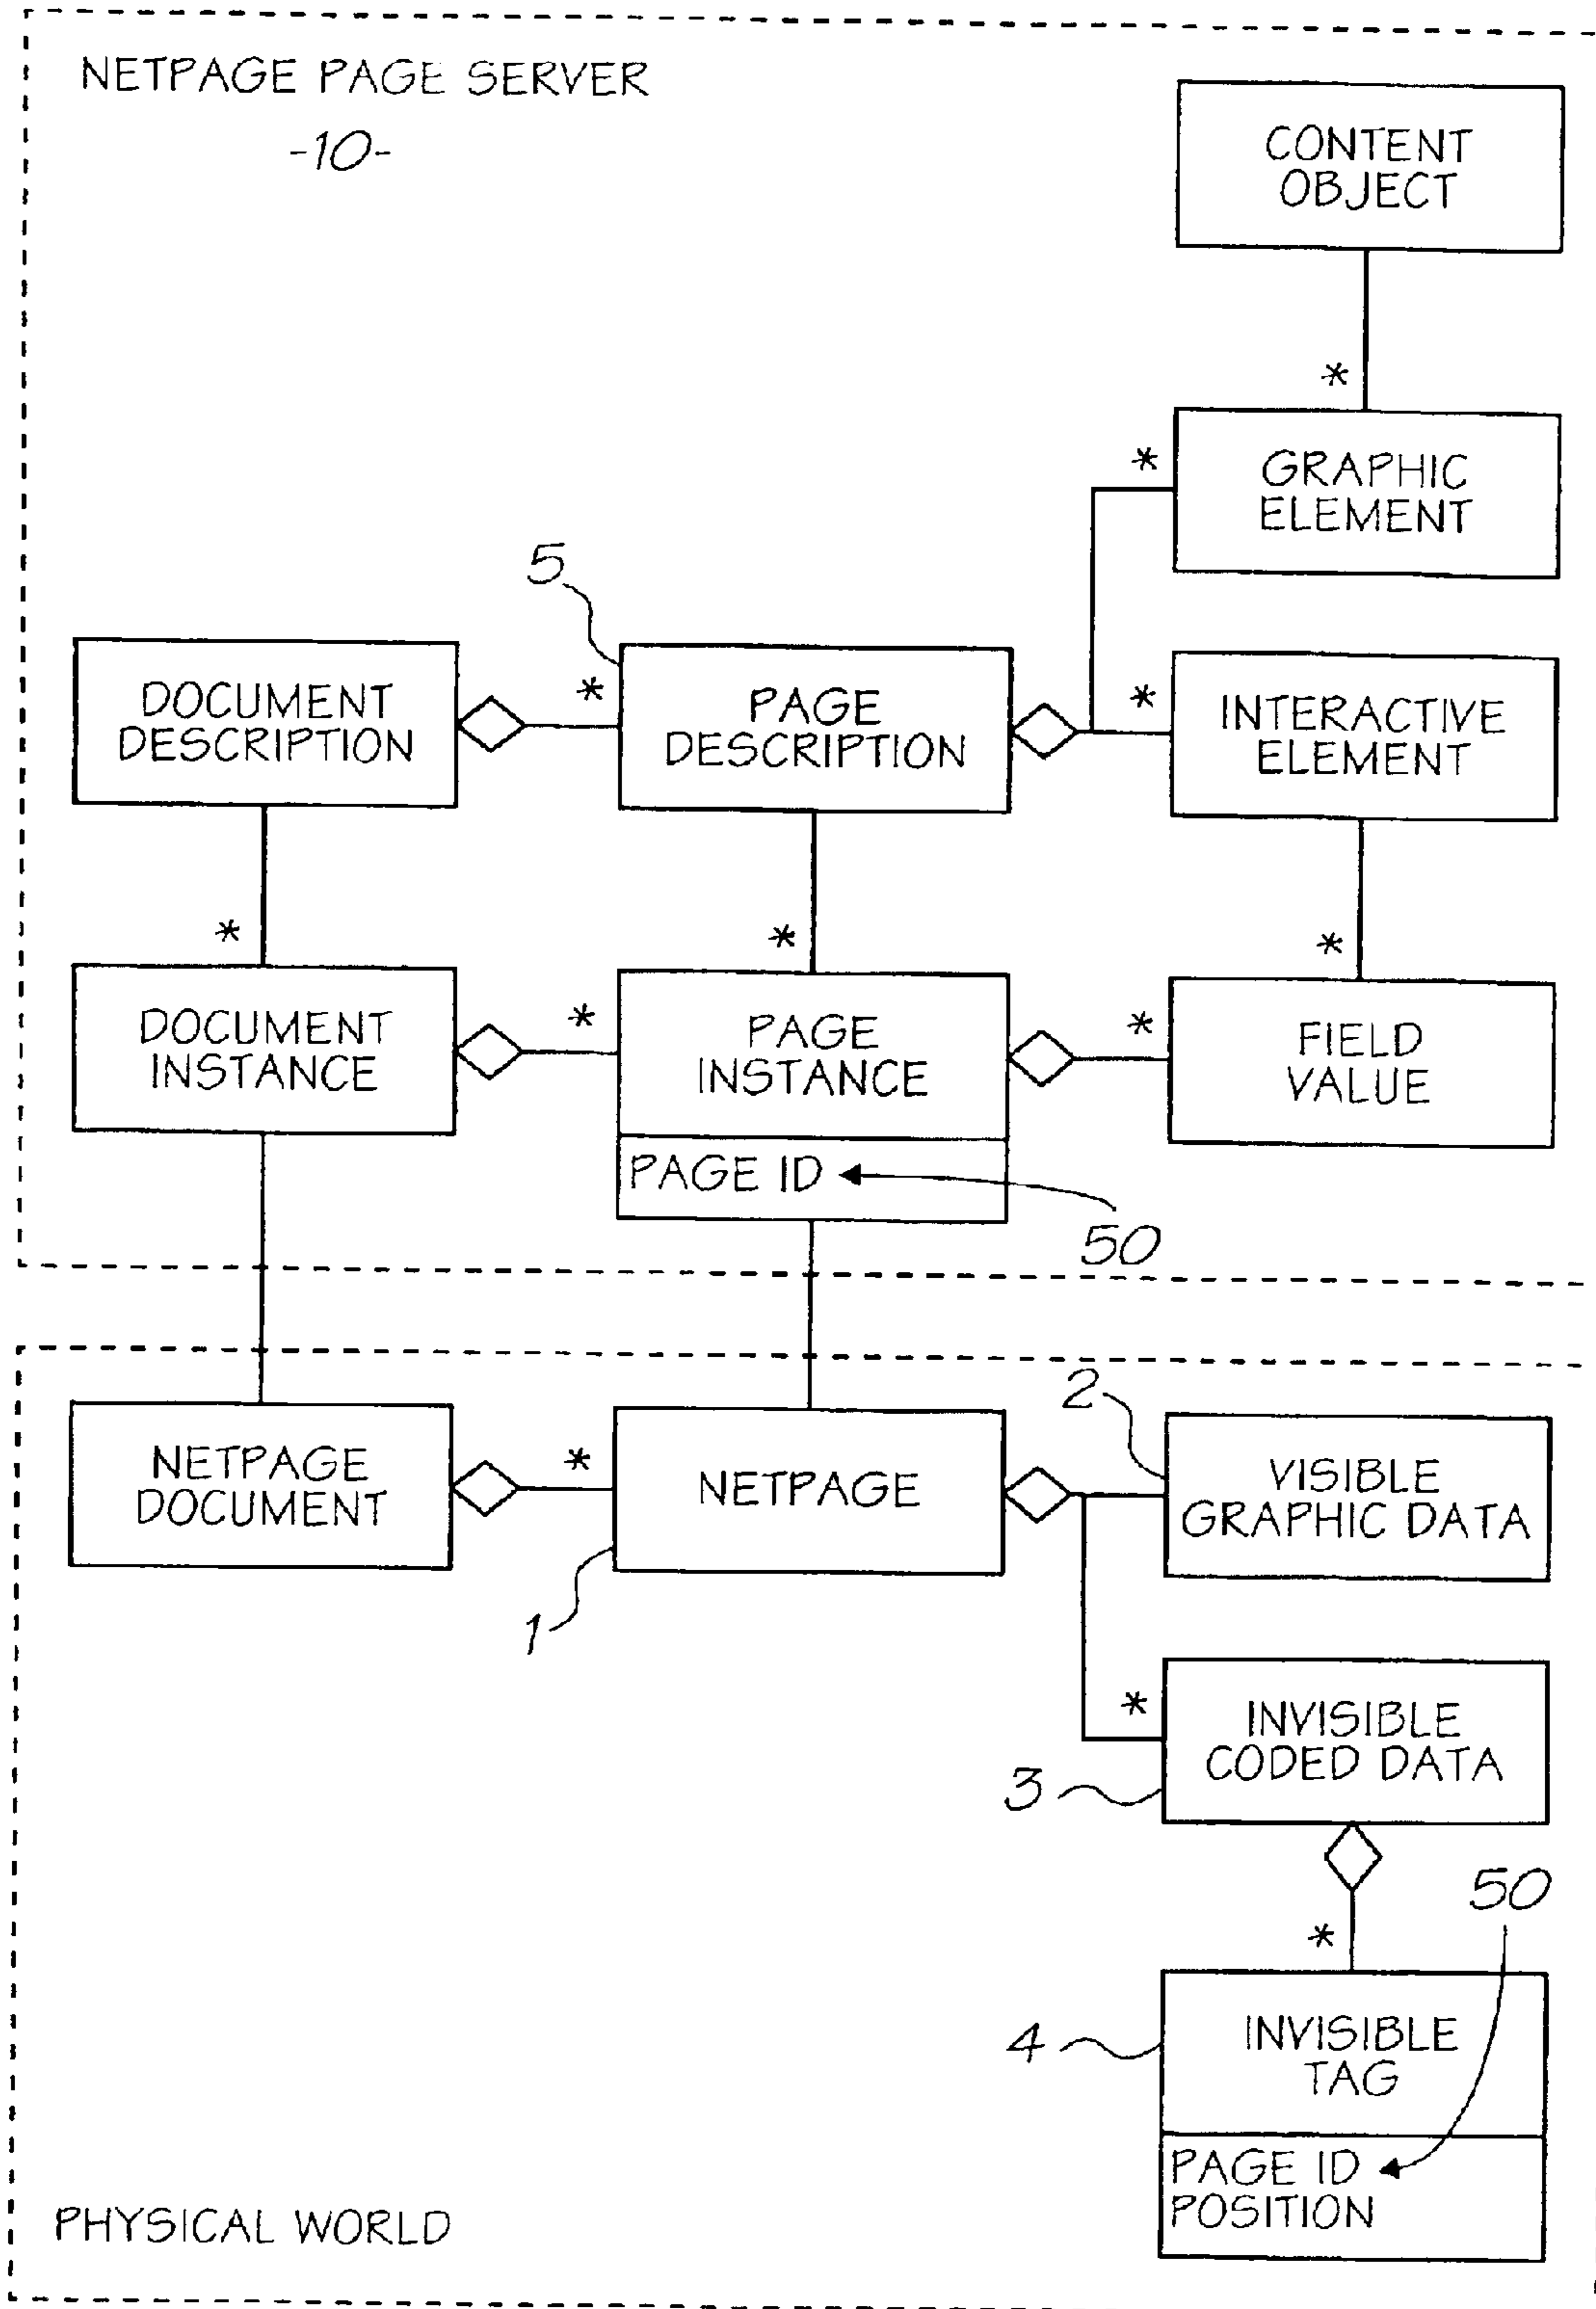 NETPAGE PAGE SERVER
-10-
CONTENT
OBJECT
*
*
GRAPHIC
ELEMENT
5
DOCUMENT
DESCRIPTION
*
PAGE
DESCRIPTION
*
INTERACTIVE
ELEMENT
*
*
*
DOCUMENT
INSTANCE
*
PAGE
INSTANCE
*
FIELD
VALUE
PAGE ID
50
2
NETPAGE
DOCUMENT
*
NETPAGE
VISIBLE
GRAPHIC DATA
1
*
INVISIBLE
CODED DATA
3
50
*
4
INVISIBLE
TAG
PAGE ID
POSITION
PHYSICAL WORLD